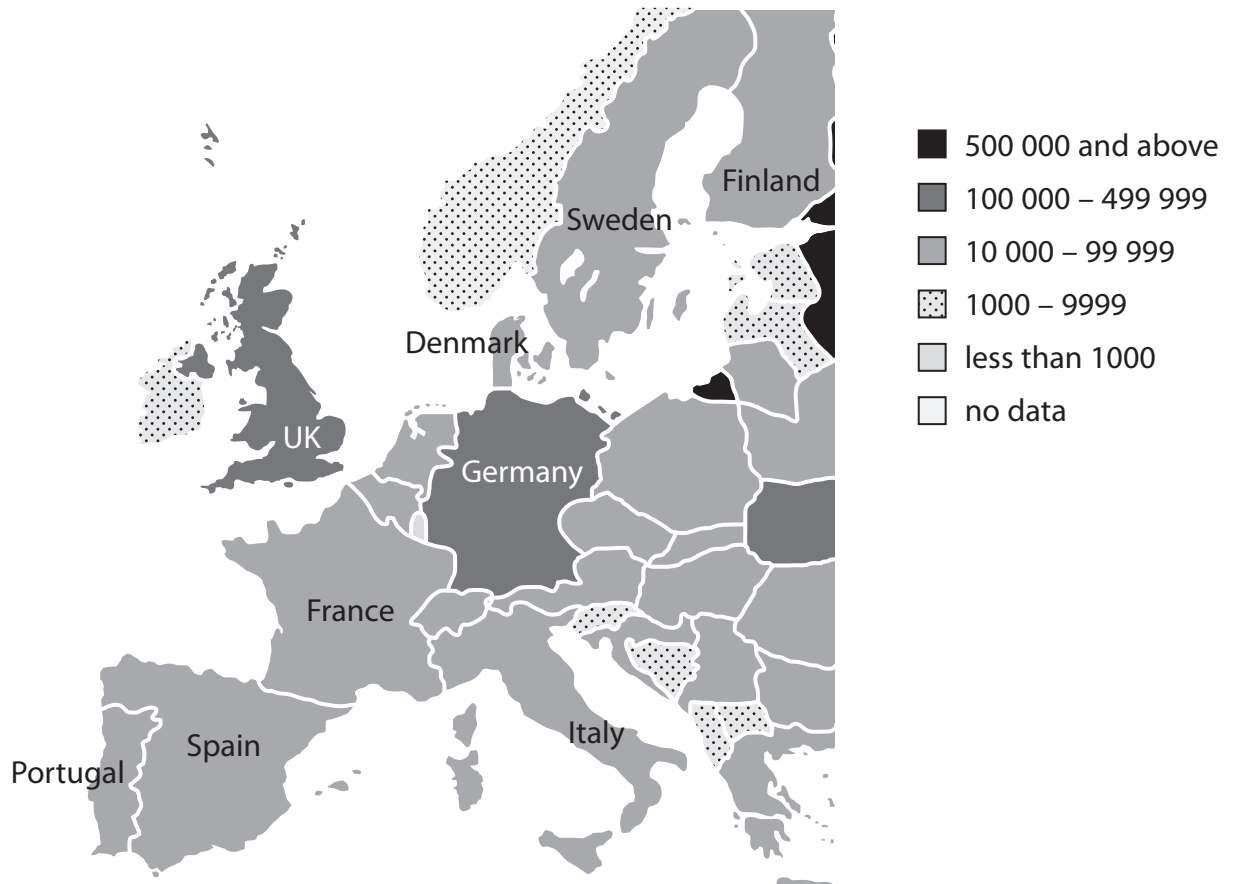 Finland
Sweden
Denmark
UK
Germany
France
Italy
Spain
Portugal
500 000 and above
100 000 – 499 999
10 000 – 99 999
1000 – 9999
less than 1000
no data